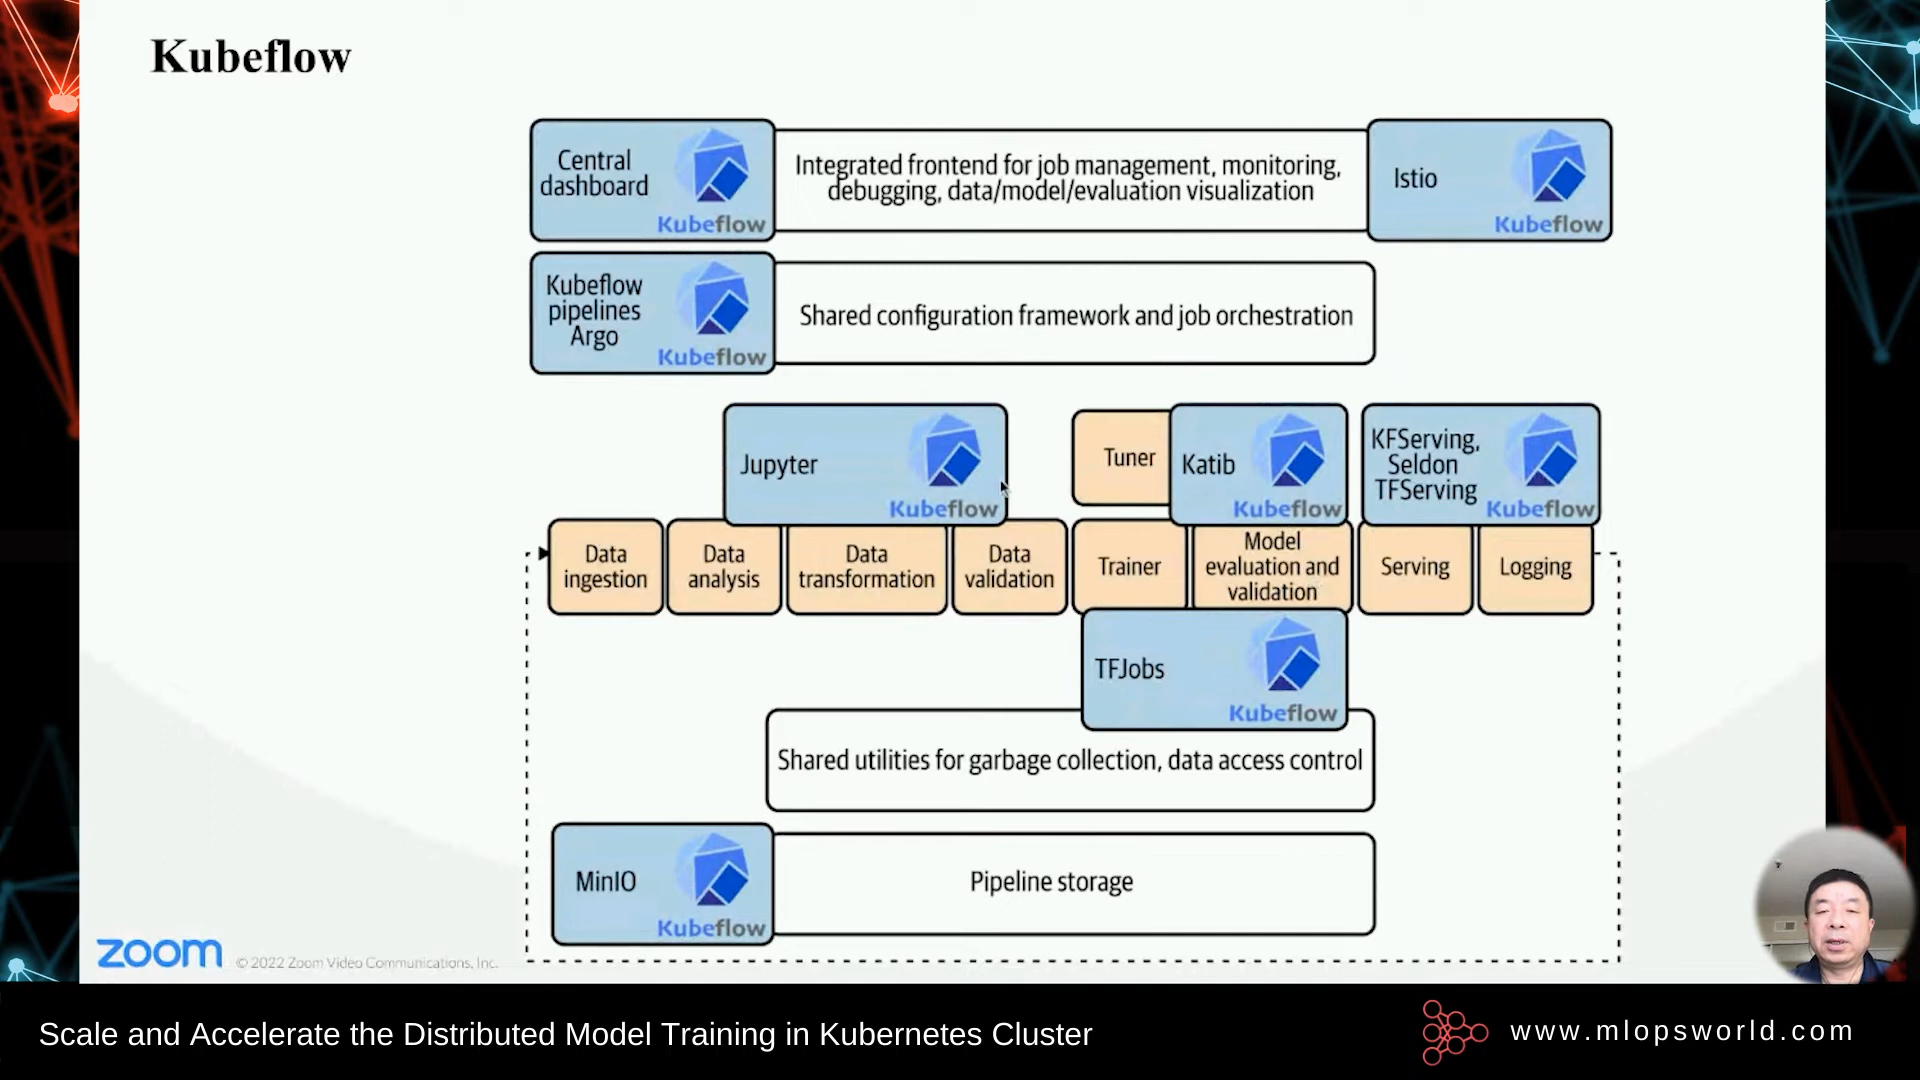 Kubeflow
Central
dashboard
Kubeflow
Integrated frontend for job management, monitoring,
debugging, data/model/evaluation visualization
Istio
Kubeflow
Kubeflow
pipelines
Argo
Kubeflow
Shared configuration framework and job orchestration
Jupyter
Kubeflow
Tuner
Katib
Kubeflow
KFServing,
Seldon
TFServing
Kubeflow
Data
ingestion
Data
analysis
Data
transformation
Data
validation
Trainer
Model
evaluation and
validation
Serving
Logging
TFJobs
Kubeflow
Shared utilities for garbage collection, data access control
MinIO
Kubeflow
Pipeline storage
zoom
© 2022 Zoom Video Communications, Inc.
Scale and Accelerate the Distributed Model Training in Kubernetes Cluster
www.mlopsworld.com